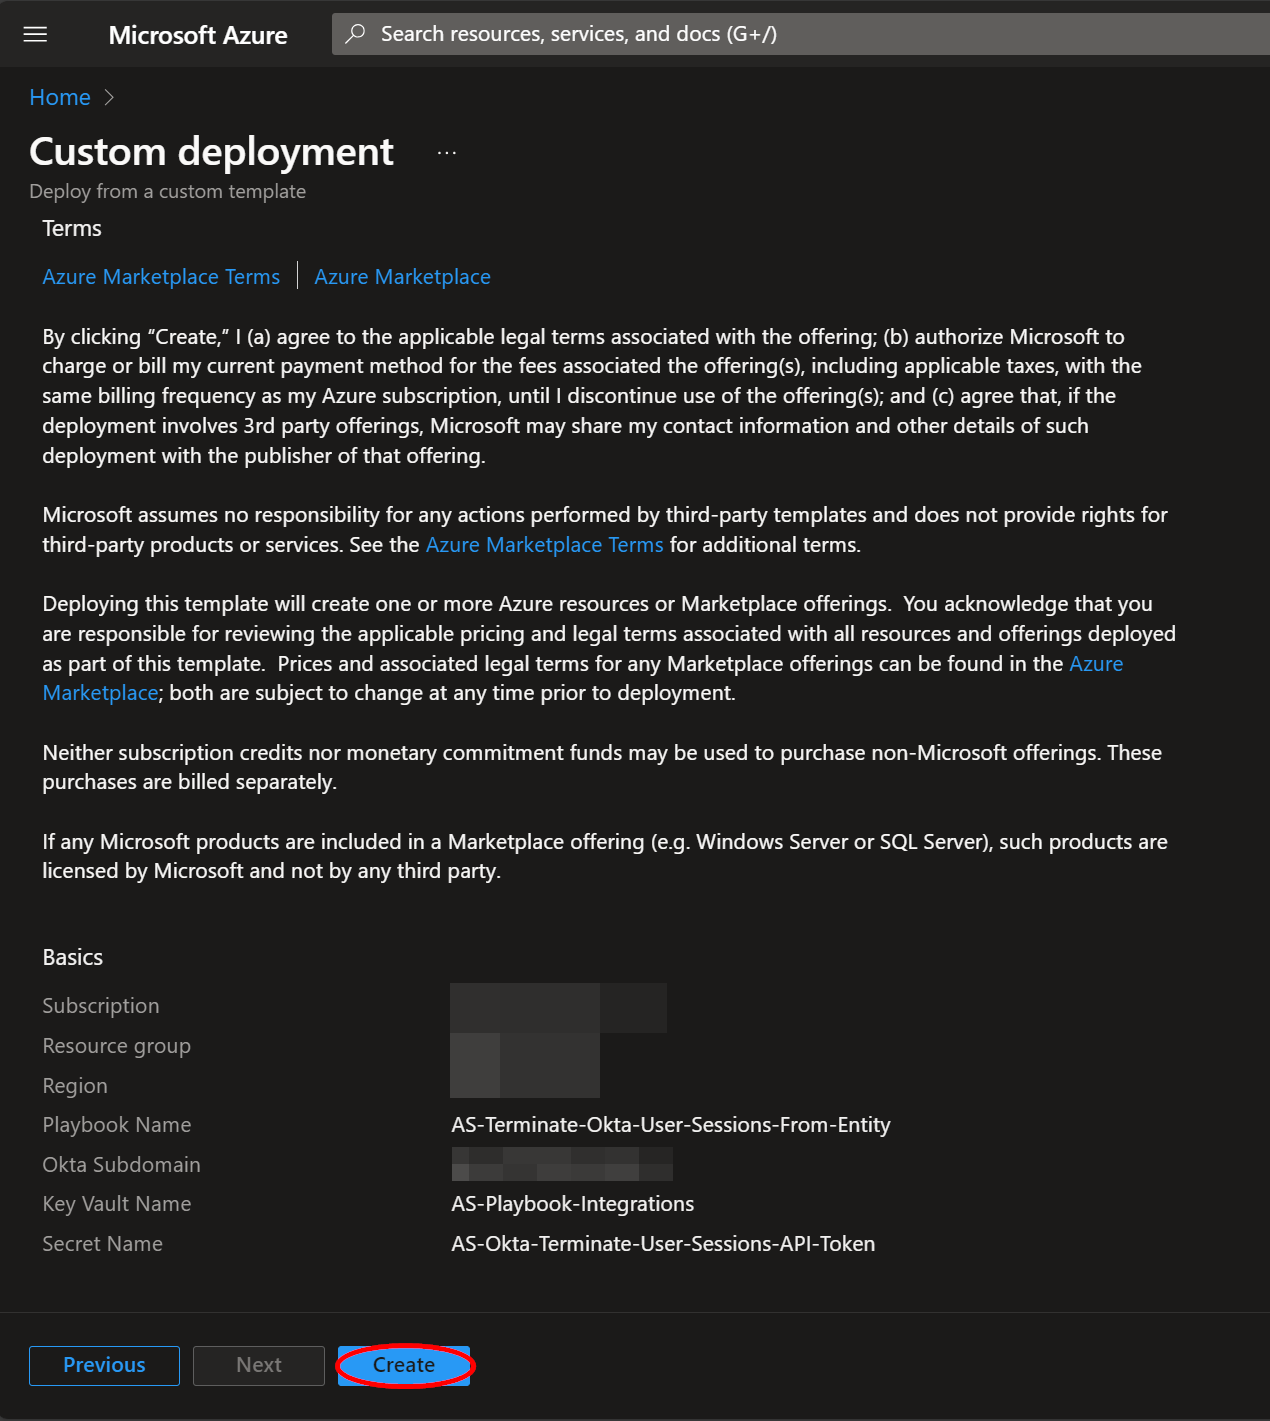 Microsoft Azure
Search resources, services, and docs (G+/)
Home
Custom deployment ...
Deploy from a custom template
Terms
Azure Marketplace Terms | Azure Marketplace
By clicking “Create,” I (a) agree to the applicable legal terms associated with the offering; (b) authorize Microsoft to
charge or bill my current payment method for the fees associated the offering(s), including applicable taxes, with the
same billing frequency as my Azure subscription, until I discontinue use of the offering(s); and (c) agree that, if the
deployment involves 3rd party offerings, Microsoft may share my contact information and other details of such
deployment with the publisher of that offering.
Microsoft assumes no responsibility for any actions performed by third-party templates and does not provide rights for
third-party products or services. See the Azure Marketplace Terms for additional terms.
Deploying this template will create one or more Azure resources or Marketplace offerings.  You acknowledge that you
are responsible for reviewing the applicable pricing and legal terms associated with all resources and offerings deployed
as part of this template.  Prices and associated legal terms for any Marketplace offerings can be found in the Azure
Marketplace; both are subject to change at any time prior to deployment.
Neither subscription credits nor monetary commitment funds may be used to purchase non-Microsoft offerings. These
purchases are billed separately.
If any Microsoft products are included in a Marketplace offering (e.g. Windows Server or SQL Server), such products are
licensed by Microsoft and not by any third party.
Basics
Subscription
Resource group
Region
Playbook Name AS-Terminate-Okta-User-Sessions-From-Entity
Okta Subdomain
Key Vault Name AS-Playbook-Integrations
Secret Name AS-Okta-Terminate-User-Sessions-API-Token
Previous Next Create